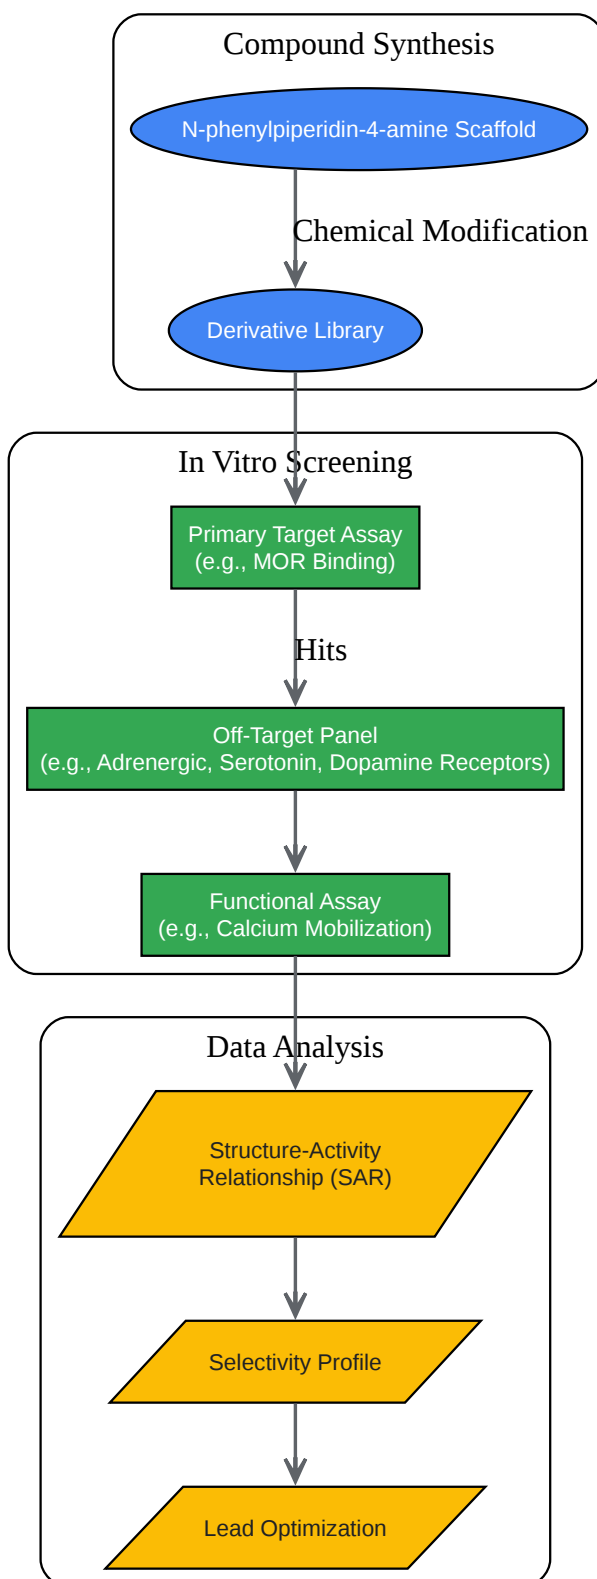 Compound Synthesis
N-phenylpiperidin-4-amine Scaffold
Chemical Modification
Derivative Library
In Vitro Screening
Primary Target Assay
(e.g., MOR Binding)
Hits
Off-Target Panel
(e.g., Adrenergic, Serotonin, Dopamine Receptors)
Functional Assay
(e.g., Calcium Mobilization)
Data Analysis
Structure-Activity
Relationship (SAR)
Selectivity Profile
Lead Optimization